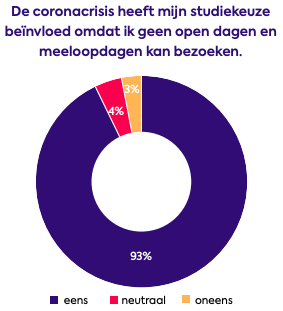 De coronacrisis heeft mijn studiekeuze
beïnvloed omdat ik geen open dagen en
meeloopdagen kan bezoeken.
3%
4%
93%
eens neutraal oneens